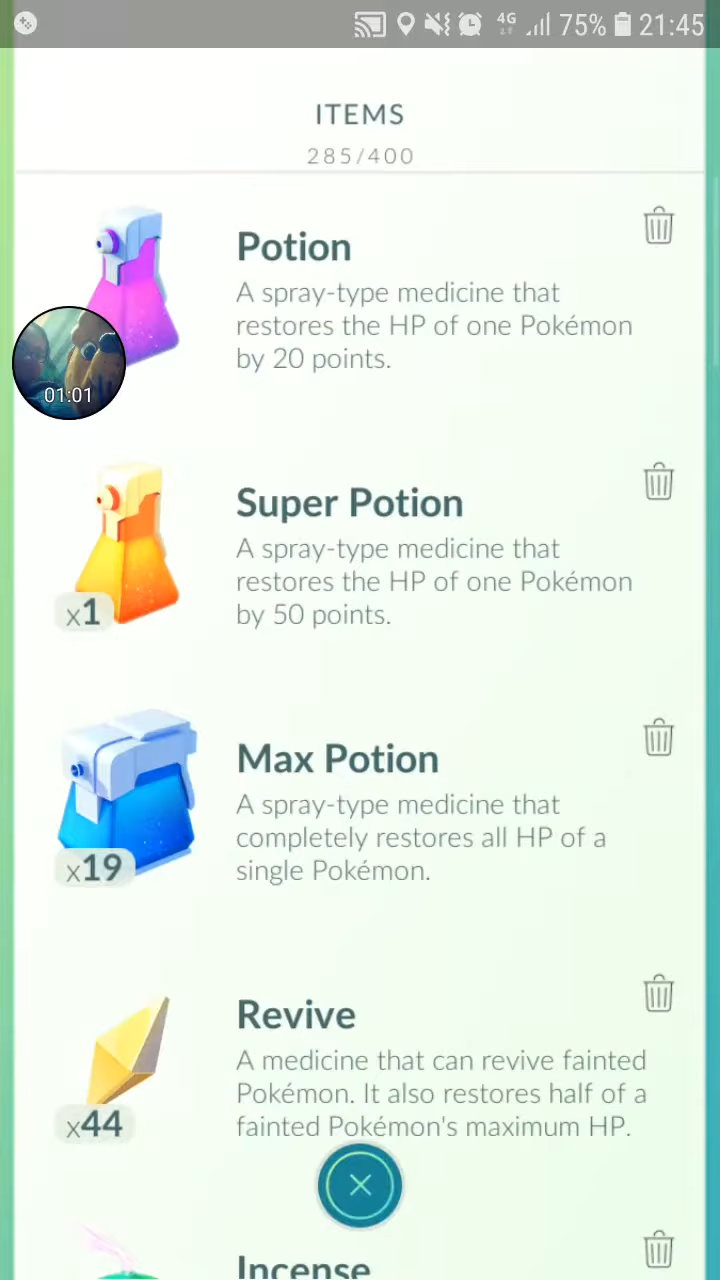 4G 75% 21:45
ITEMS
285/400
Potion
A spray-type medicine that
restores the HP of one Pokémon
by 20 points.
01:01
Super Potion
A spray-type medicine that
restores the HP of one Pokémon
by 50 points.
x1
Max Potion
A spray-type medicine that
completely restores all HP of a
single Pokémon.
x19
Revive
A medicine that can revive fainted
Pokémon. It also restores half of a
fainted Pokémon's maximum HP.
x44
Incense